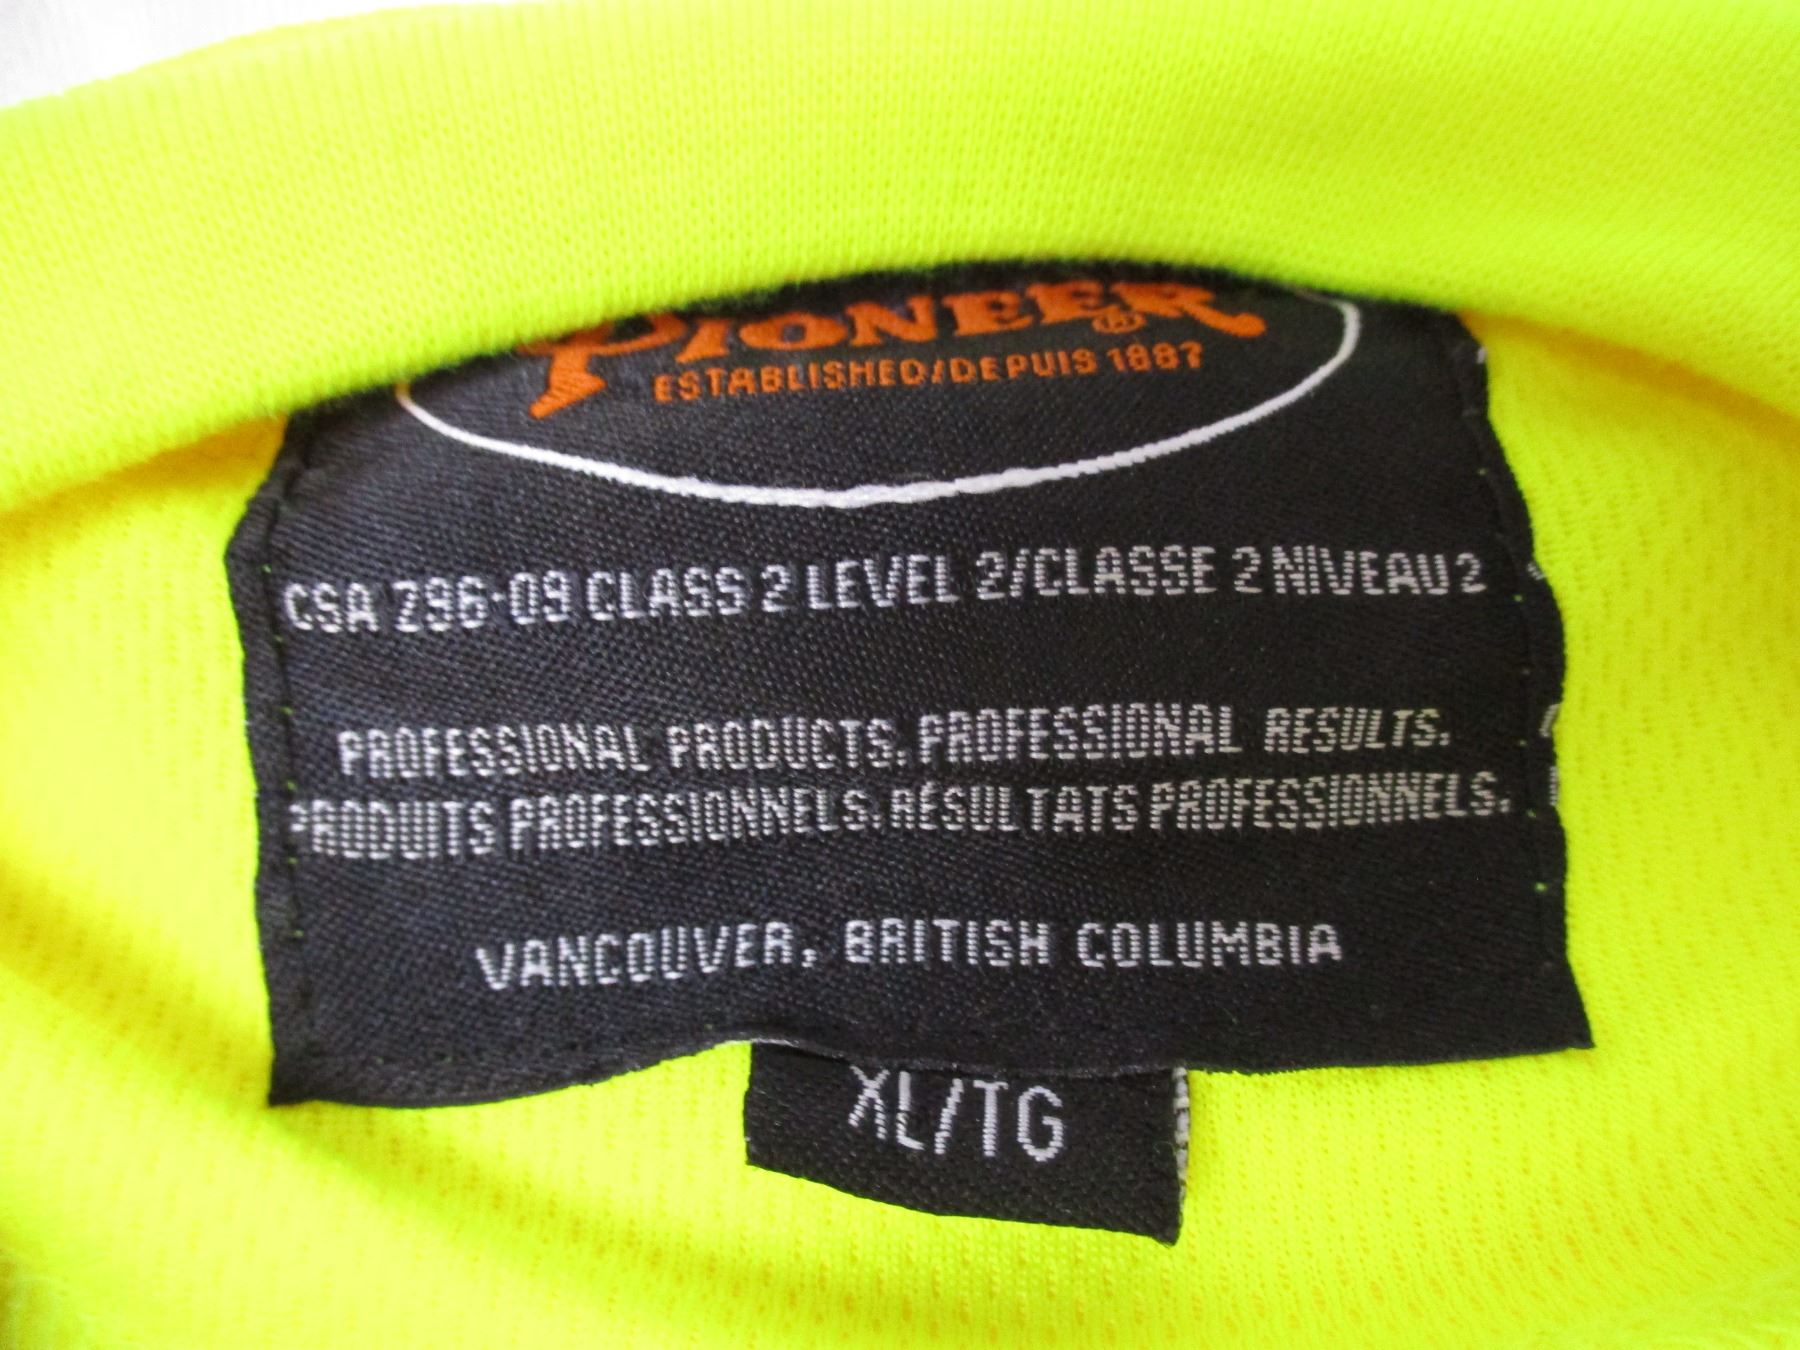 PIONEER®
ESTABLISHED/DEPUIS 1887
CSA Z96-09 CLASS 2 LEVEL 2/CLASSE 2 NIVEAU 2
PROFESSIONAL PRODUCTS. PROFESSIONAL RESULTS.
PRODUITS PROFESSIONNELS. RÉSULTATS PROFESSIONNELS.
VANCOUVER, BRITISH COLUMBIA
XL/TG